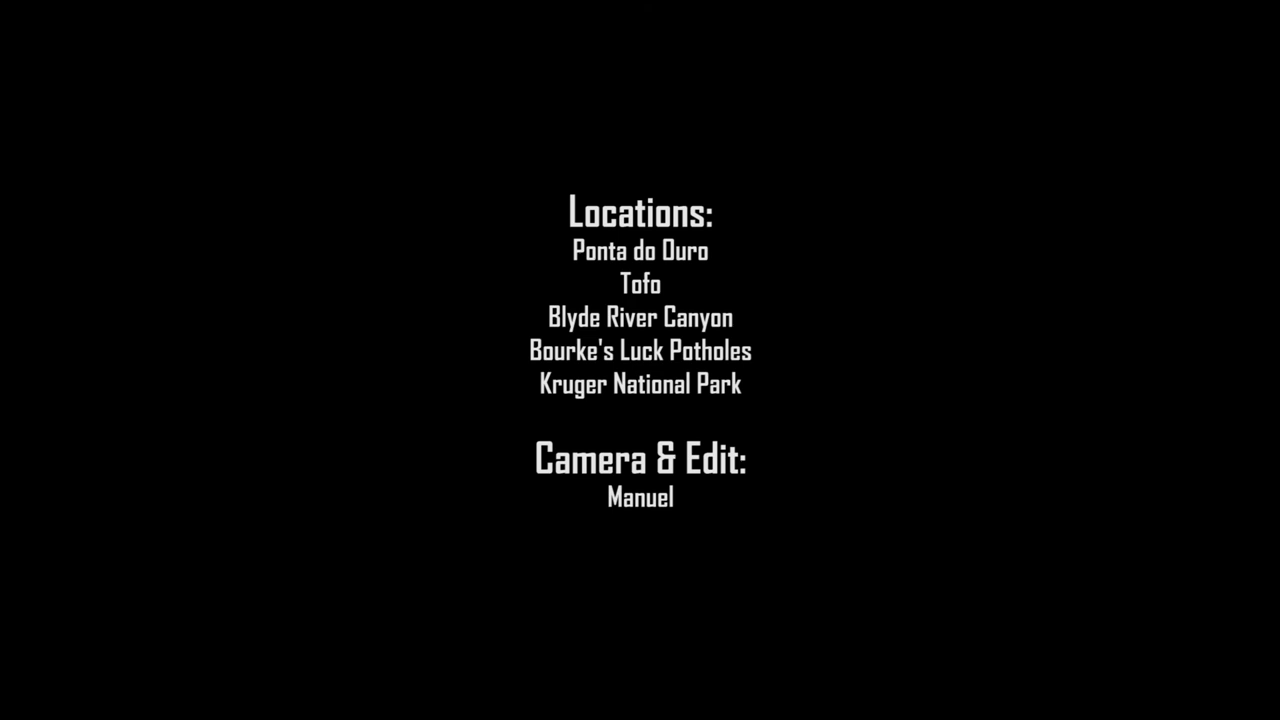 Locations:
Ponta do Ouro
Tofo
Blyde River Canyon
Bourke's Luck Potholes
Kruger National Park
Camera & Edit:
Manuel